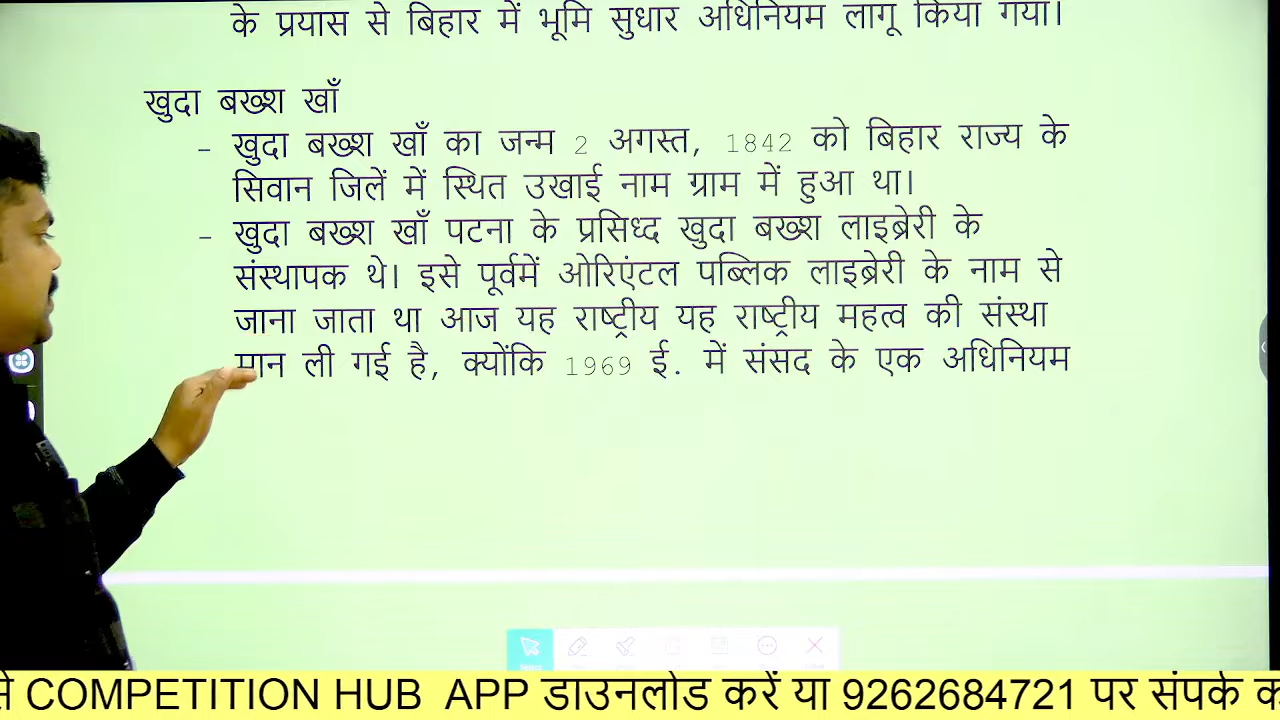 के प्रयास से बिहार में भूमि सुधार अधिनियम लागू किया गया।
खुदा बख्श खाँ
- खुदा बख्श खाँ का जन्म 2 अगस्त, 1842 को बिहार राज्य के
सिवान जिलें में स्थित उखाई नाम ग्राम में हुआ था।
- खुदा बख्श खाँ पटना के प्रसिध्द खुदा बख्श लाइब्रेरी के
संस्थापक थे। इसे पूर्वमें ओरिएंटल पब्लिक लाइब्रेरी के नाम से
जाना जाता था आज यह राष्ट्रीय यह राष्ट्रीय महत्व की संस्था
मान ली गई है, क्योंकि 1969 ई. में संसद के एक अधिनियम
से COMPETITION HUB APP डाउनलोड करें या 9262684721 पर संपर्क क